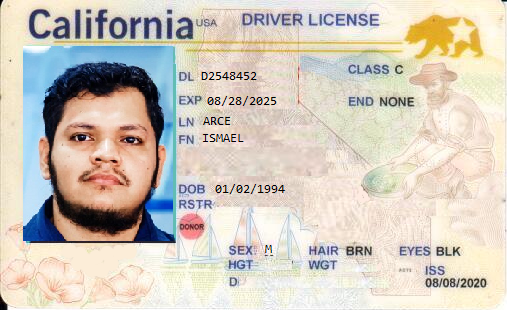 California USA DRIVER LICENSE
DL D2548452 CLASS C
EXP 08/28/2025 END NONE
LN ARCE
FN ISMAEL
DOB 01/02/1994
RSTR
DONOR
SEX M HAIR BRN EYES BLK
HGT WGT ISS
D 08/08/2020